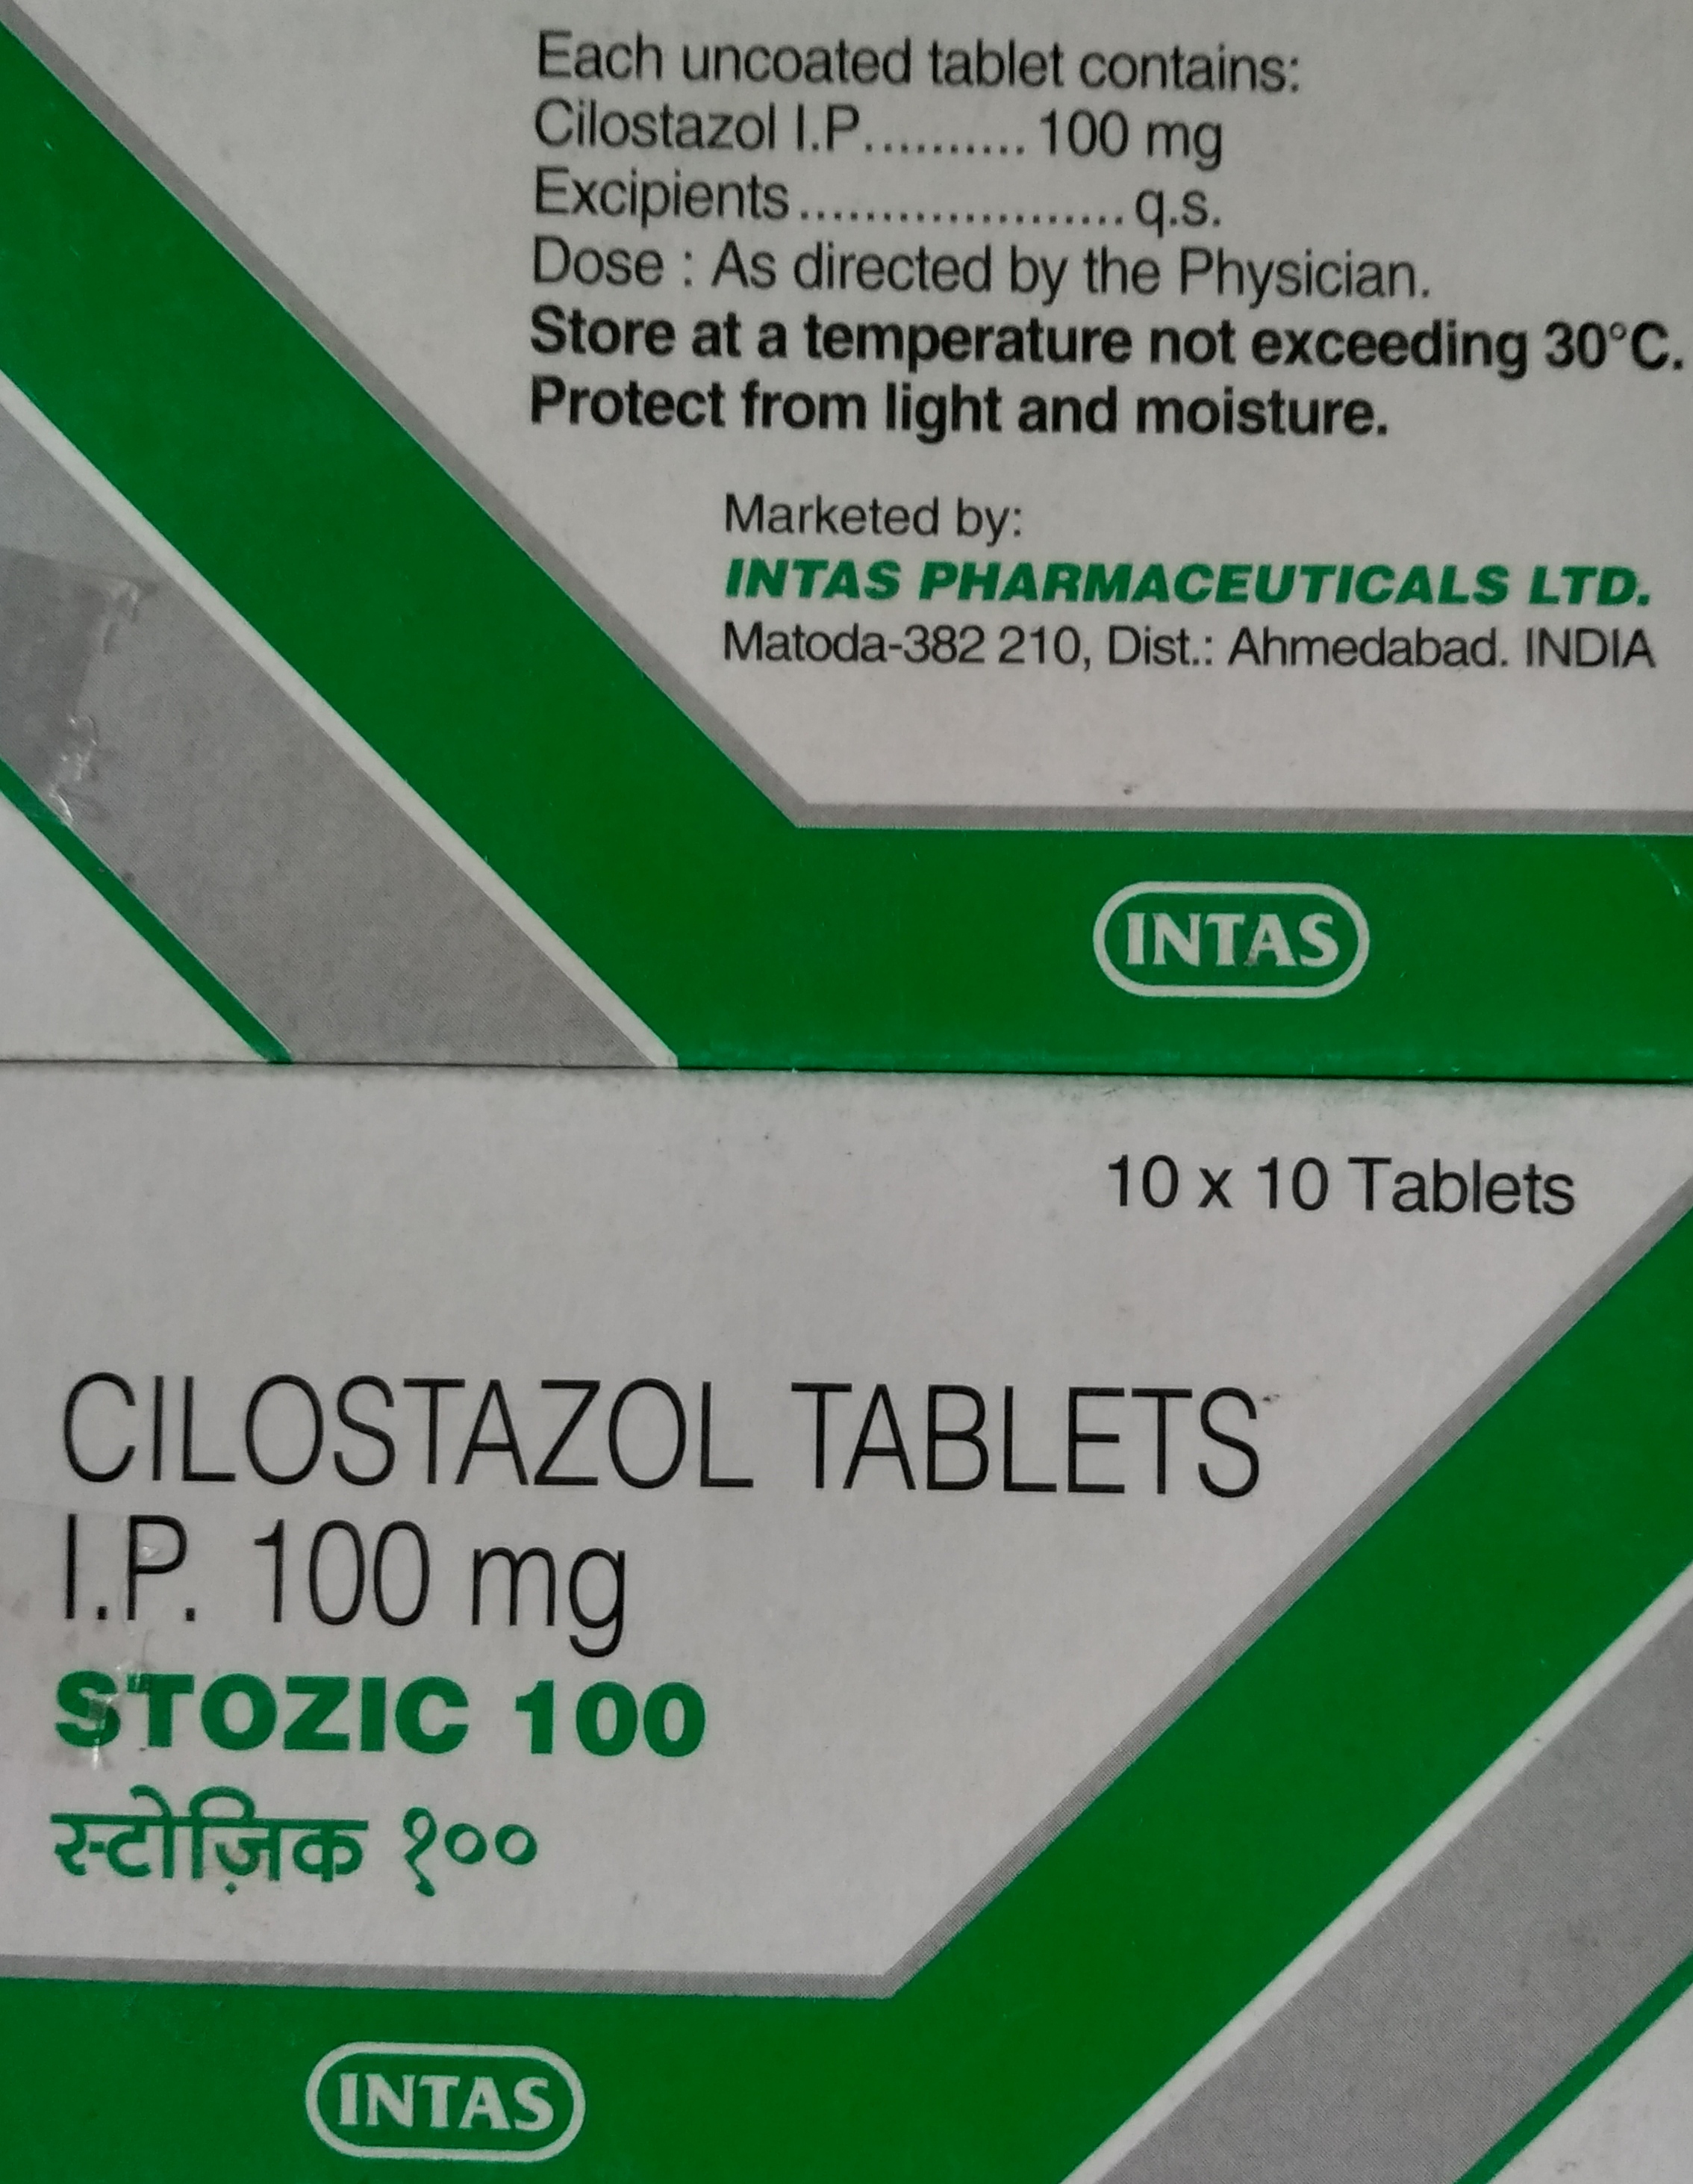 Each uncoated tablet contains:
Cilostazol I.P.......... 100 mg
Excipients.................... q.s.
Dose : As directed by the Physician.
Store at a temperature not exceeding 30°C.
Protect from light and moisture.
Marketed by:
INTAS PHARMACEUTICALS LTD.
Matoda-382 210, Dist.: Ahmedabad. INDIA
INTAS
10 x 10 Tablets
CILOSTAZOL TABLETS
I.P. 100 mg
STOZIC 100
स्टोज़िक १००
INTAS